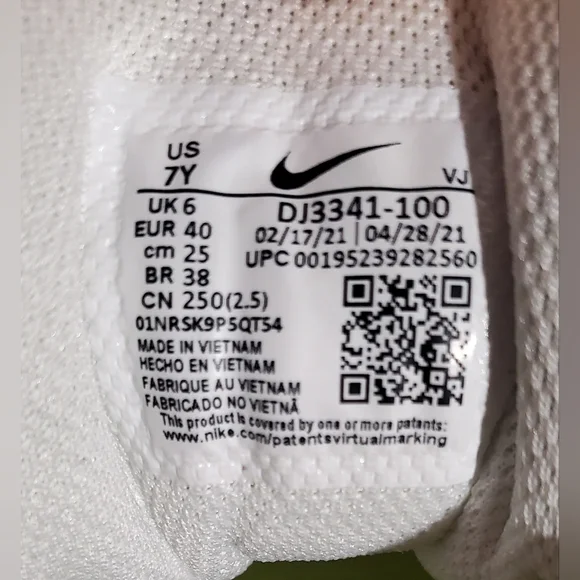 US
7Y
VJ
UK 6
DJ3341-100
EUR 40
02/17/21 | 04/28/21
cm 25
UPC 00195239282560
BR 38
CN 250(2.5)
01NRSK9P5QT54
MADE IN VIETNAM
HECHO EN VIETNAM
FABRIQUE AU VIETNAM
FABRICADO NO VIETNÃ
This product is covered by one or more patents:
www.nike.com/patentsvirtualmarking